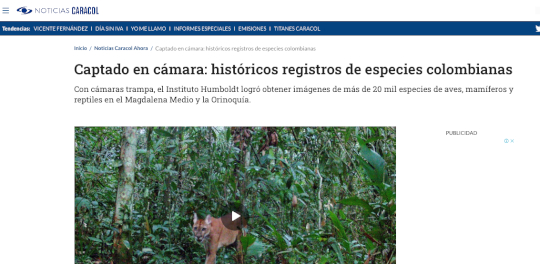 NOTICIAS CARACOL
Tendencias: VICENTE FERNÁNDEZ | DÍA SIN IVA | YO ME LLAMO | INFORMES ESPECIALES | EMISIONES | TITANES CARACOL
Inicio / Noticias Caracol Ahora / Captado en cámara: históricos registros de especies colombianas
Captado en cámara: históricos registros de especies colombianas
Con cámaras trampa, el Instituto Humboldt logró obtener imágenes de más de 20 mil especies de aves, mamíferos y
reptiles en el Magdalena Medio y la Orinoquía.
PUBLICIDAD